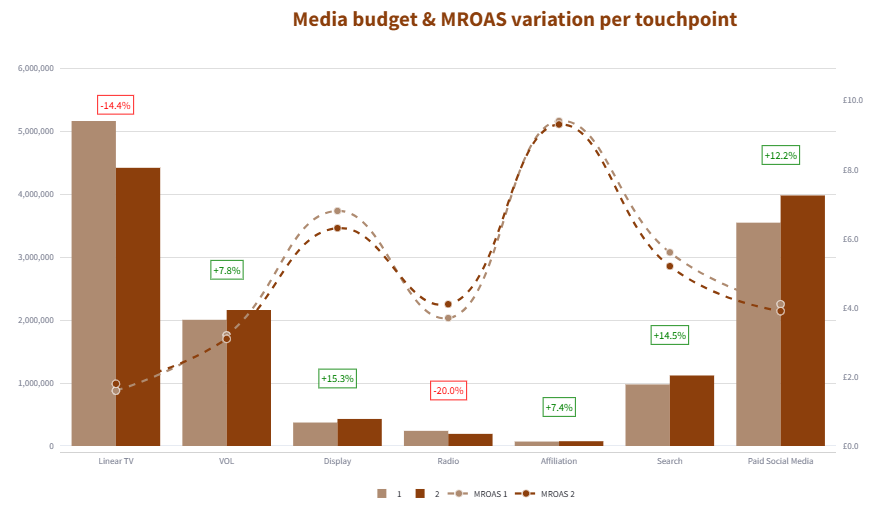 Media budget & MROAS variation per touchpoint
6,000,000
5,000,000
4,000,000
3,000,000
2,000,000
1,000,000
0
£10.0
£8.0
£6.0
£4.0
£2.0
£0.0
-14.4%
+7.8%
+15.3%
-20.0%
+7.4%
+14.5%
+12.2%
Linear TV
VOL
Display
Radio
Affiliation
Search
Paid Social Media
1 2 MROAS 1 MROAS 2